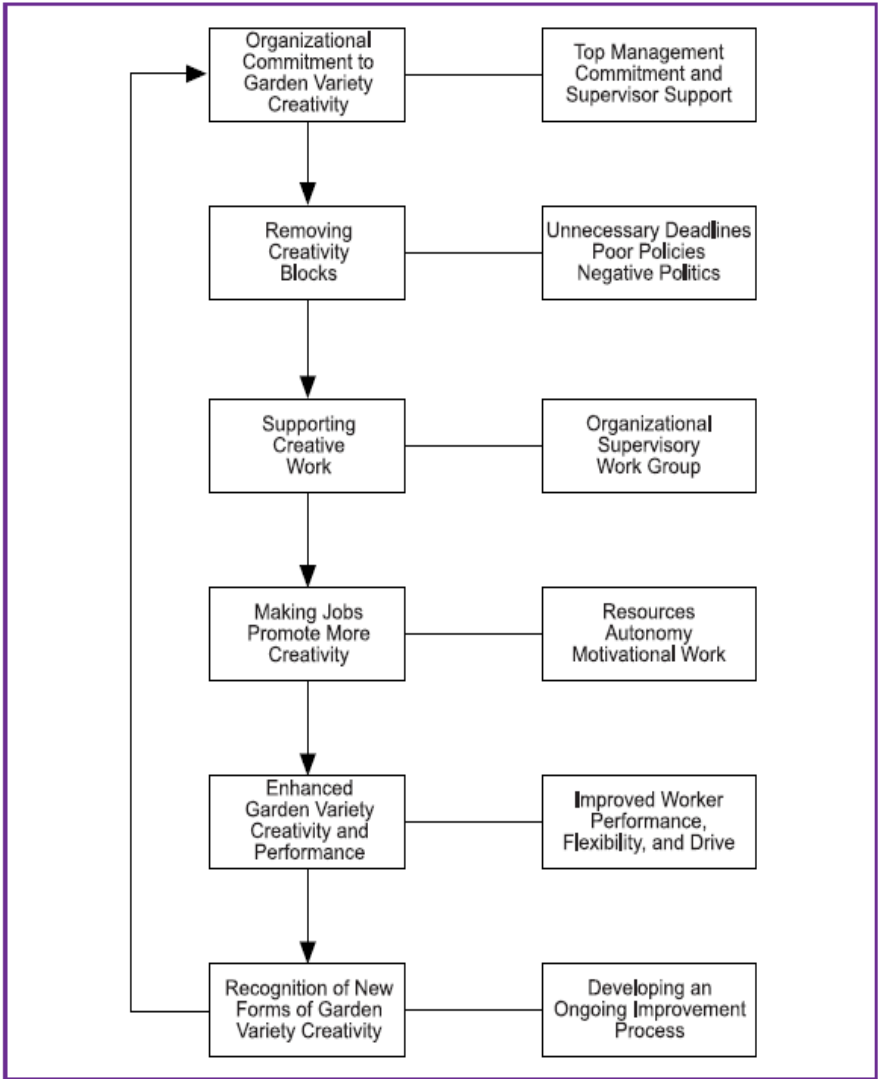 Organizational
Commitment to
Garden Variety
Creativity
Top Management
Commitment and
Supervisor Support
Removing
Creativity
Blocks
Unnecessary Deadlines
Poor Policies
Negative Politics
Supporting
Creative
Work
Organizational
Supervisory
Work Group
Making Jobs
Promote More
Creativity
Resources
Autonomy
Motivational Work
Enhanced
Garden Variety
Creativity and
Performance
Improved Worker
Performance,
Flexibility, and Drive
Recognition of New
Forms of Garden
Variety Creativity
Developing an
Ongoing Improvement
Process